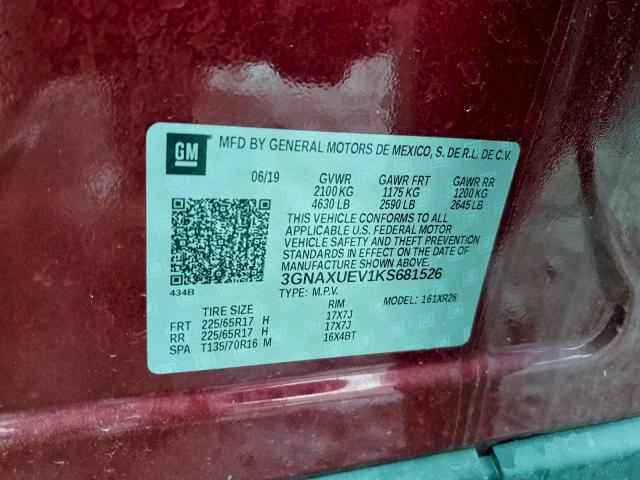 GM MFD BY GENERAL MOTORS DE MEXICO, S. DE R.L. DE C.V.
06/19 GVWR GAWR FRT GAWR RR
2100 KG 1175 KG 1200 KG
4630 LB 2590 LB 2645 LB
THIS VEHICLE CONFORMS TO ALL
APPLICABLE U.S. FEDERAL MOTOR
VEHICLE SAFETY AND THEFT PREVENTION
STANDARDS IN EFFECT ON THE DATE OF
MANUFACTURE SHOWN ABOVE.
434B 3GNAXUEV1KS681526
TYPE: M.P.V. MODEL: 161XR26
TIRE SIZE RIM
FRT 225/65R17 H 17X7J
RR 225/65R17 H 17X7J
SPA T135/70R16 M 16X4BT